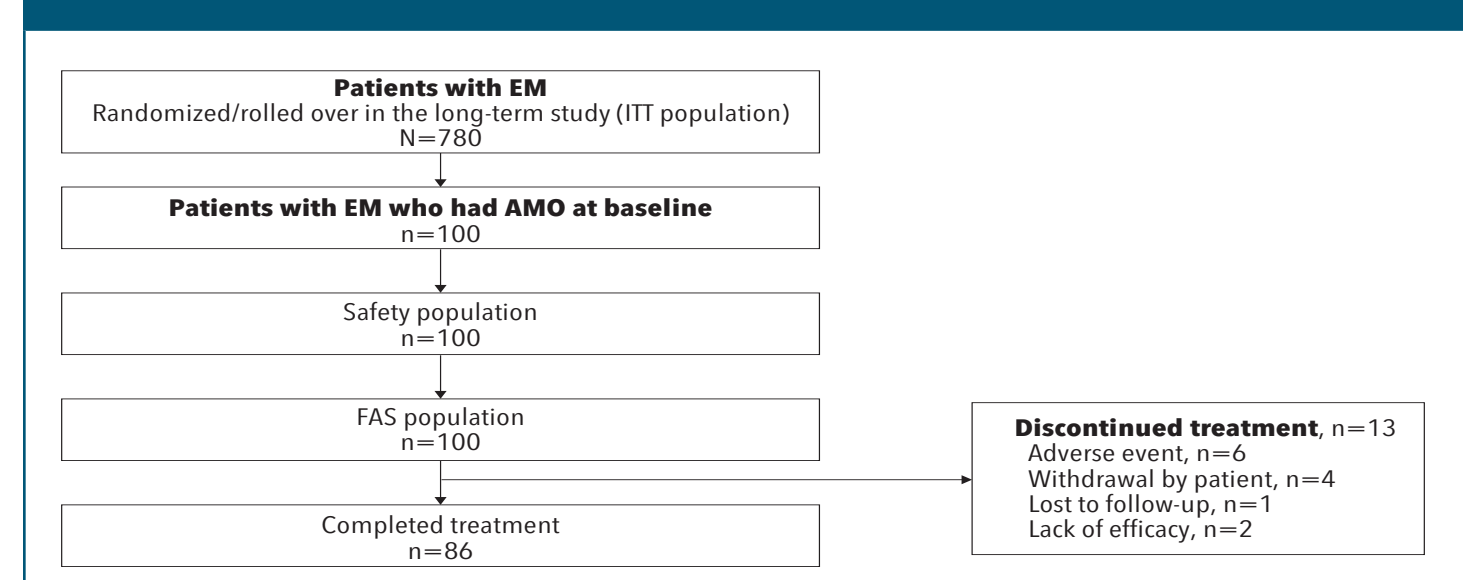 Patients with EM
Randomized/rolled over in the long-term study (ITT population)
N=780
Patients with EM who had AMO at baseline
n=100
Safety population
n=100
FAS population
n=100
Discontinued treatment, n=13
Adverse event, n=6
Withdrawal by patient, n=4
Lost to follow-up, n=1
Lack of efficacy, n=2
Completed treatment
n=86